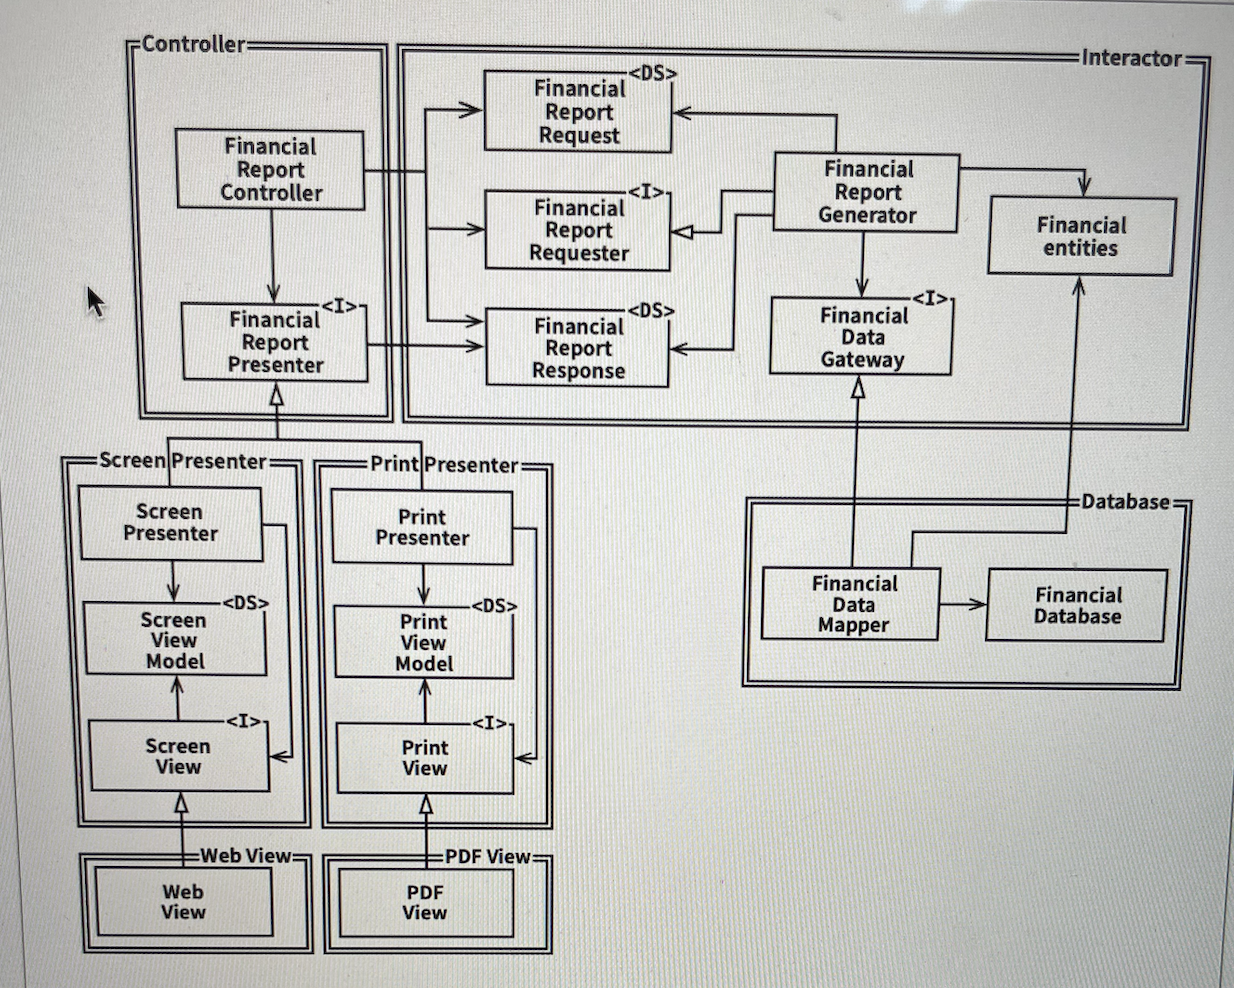 Controller
Interactor
<DS>
Financial
Report
Request
Financial
Report
Controller
Financial
Report
Generator
<I>
Financial
Report
Requester
Financial
entities
<I>
Financial
Report
Presenter
<DS>
Financial
Report
Response
<I>
Financial
Data
Gateway
Screen Presenter
Print Presenter
Database
Screen
Presenter
Print
Presenter
Financial
Data
Mapper
Financial
Database
<DS>
Screen
View
Model
<DS>
Print
View
Model
<I>
Screen
View
<I>
Print
View
Web View
PDF View
Web
View
PDF
View